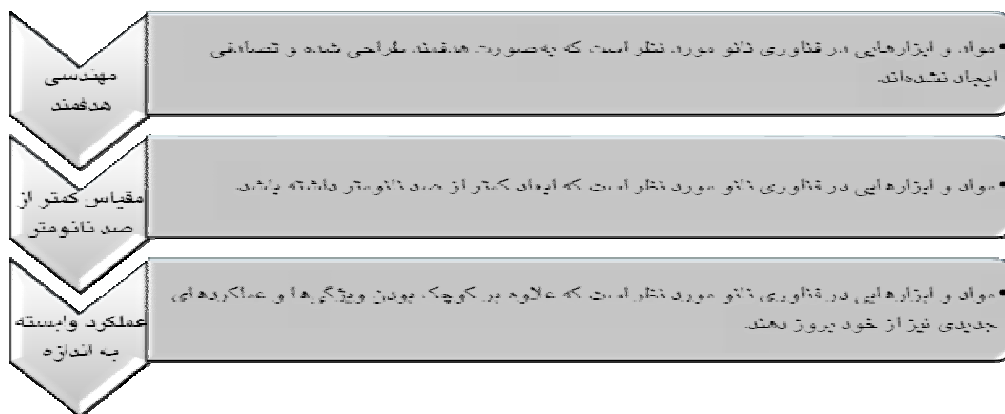 مهندسی
هدفمند
•مواد و ابزارهایی در فناوری نانو مورد نظر است که به‌صورت هدفمند طراحی شده و تصادفی
ایجاد نشده‌اند.
مقیاس کمتر از
صد نانومتر
•مواد و ابزارهایی در فناوری نانو مورد نظر است که ابعاد کمتر از صد نانومتر داشته باشد.
عملکرد وابسته
به اندازه
•مواد و ابزارهایی در فناوری نانو مورد نظر است که علاوه بر کوچک بودن ویژگی‌ها و عملکردهای
جدیدی نیز از خود بروز دهند.